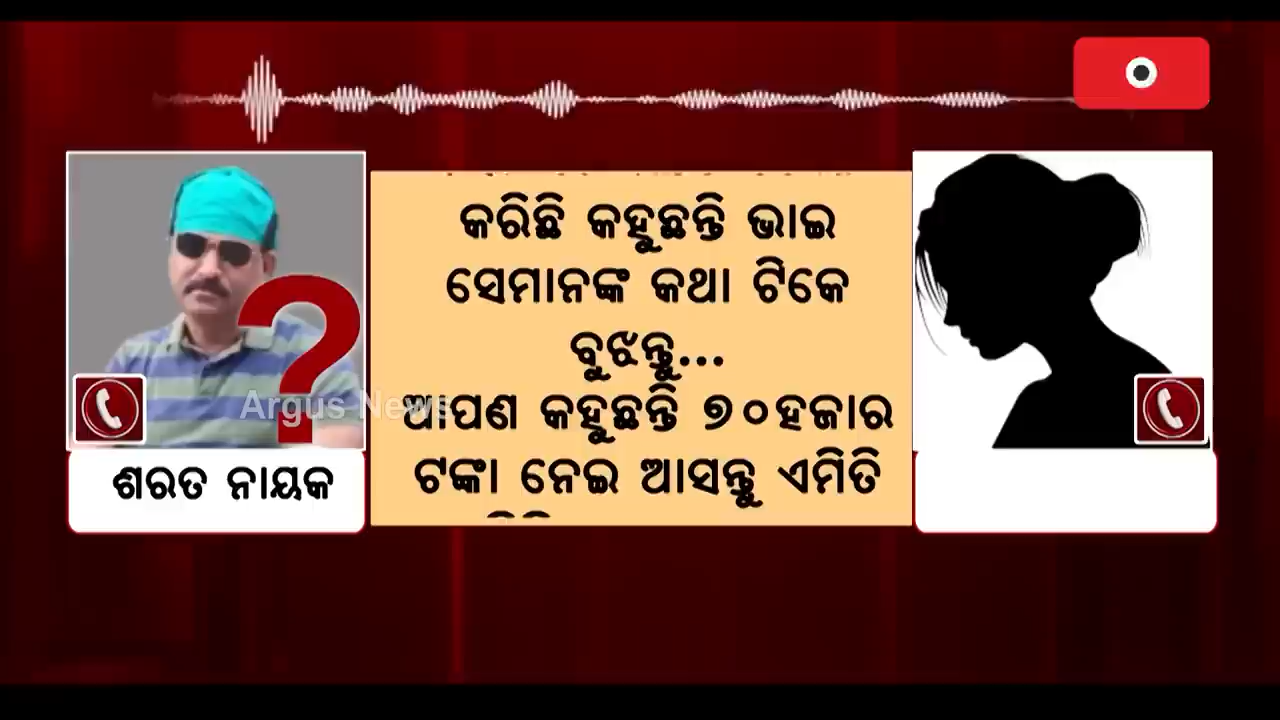 କରିଛି କହୁଛନ୍ତି ଭାଇ
ସେମାନଙ୍କ କଥା ଟିକେ
ବୁଝନ୍ତୁ...
ଆପଣ କହୁଛନ୍ତି ୭୦ହଜାର
ଟଙ୍କା ନେଇ ଆସନ୍ତୁ ଏମିତି
Argus News
ଶରତ ନାୟକ